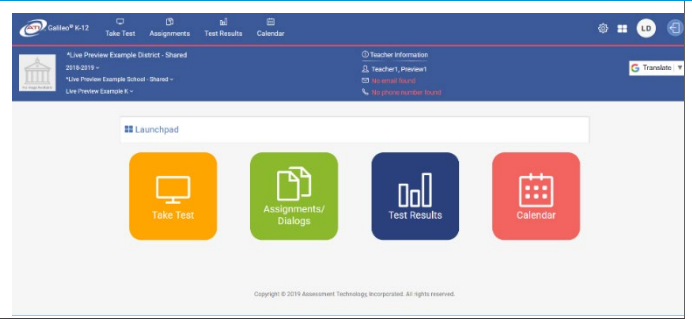 ATI Galileo® K-12
Take Test
Assignments
Test Results
Calendar
LD
*Live Preview Example District - Shared
2018-2019
*Live Preview Example School - Shared
Live Preview Example K
Teacher Information
Teacher1, Preview1
No email found
No phone number found
G Translate
Launchpad
Take Test
Assignments/
Dialogs
Test Results
Calendar
Copyright © 2019 Assessment Technology, Incorporated. All rights reserved.